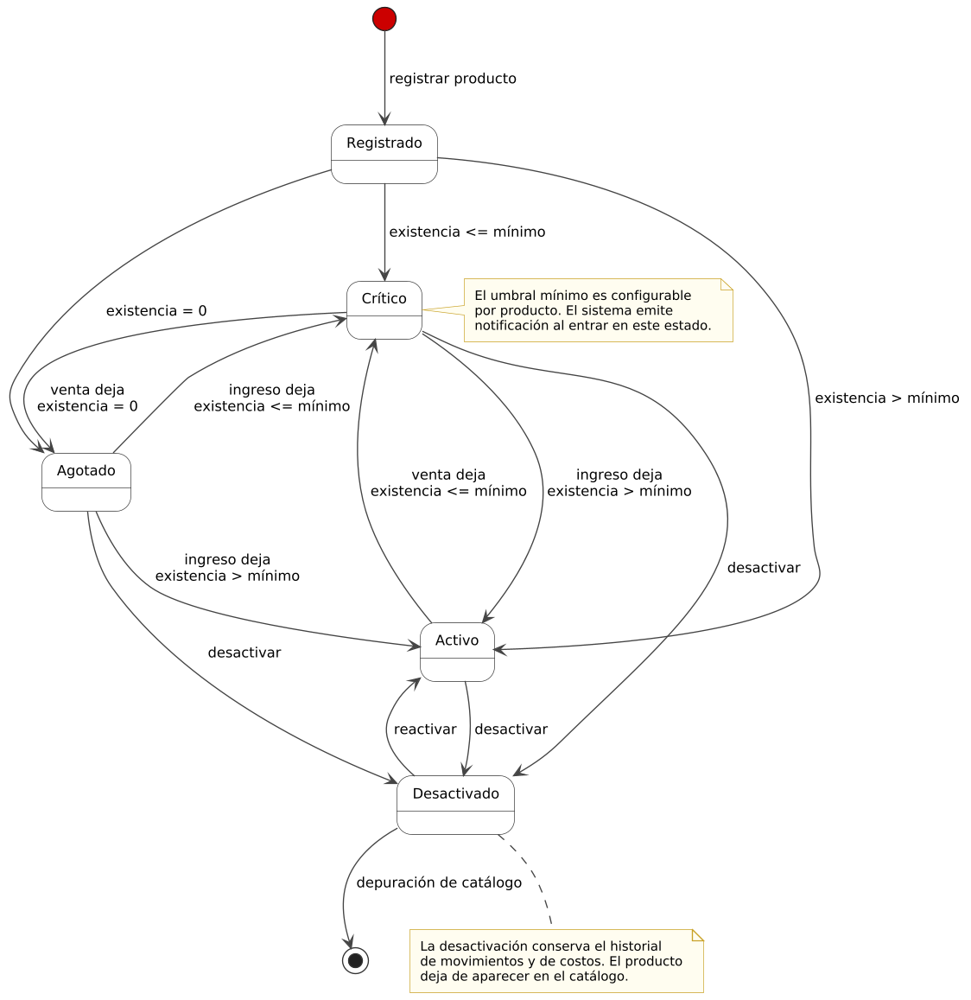 registrar producto
Registrado
existencia <= mínimo
Crítico
El umbral mínimo es configurable
por producto. El sistema emite
notificación al entrar en este estado.
existencia = 0
venta deja
existencia = 0
ingreso deja
existencia <= mínimo
existencia > mínimo
Agotado
venta deja
existencia <= mínimo
ingreso deja
existencia > mínimo
ingreso deja
existencia > mínimo
desactivar
Activo
desactivar
reactivar
desactivar
Desactivado
depuración de catálogo
La desactivación conserva el historial
de movimientos y de costos. El producto
deja de aparecer en el catálogo.